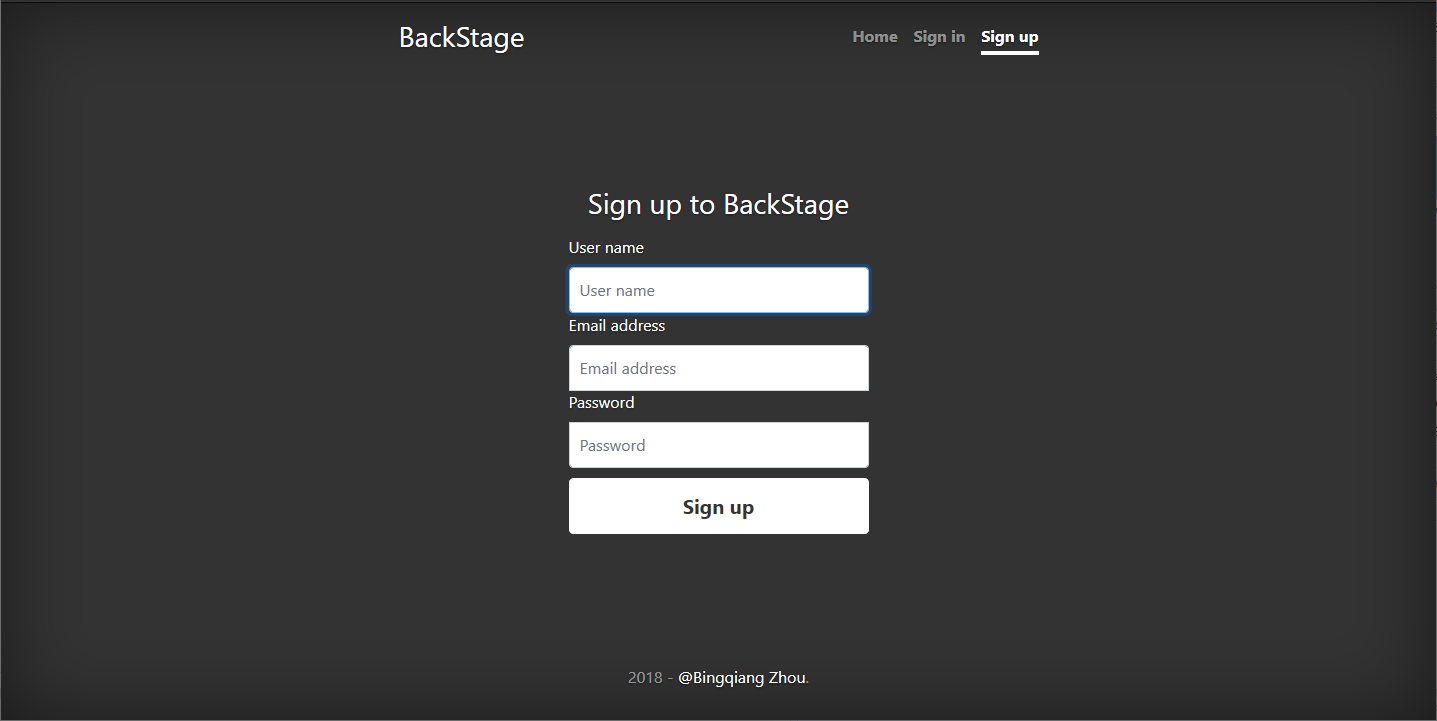 BackStage
Home Sign in Sign up
Sign up to BackStage
User name
User name
Email address
Email address
Password
Password
Sign up
2018 - @Bingqiang Zhou.